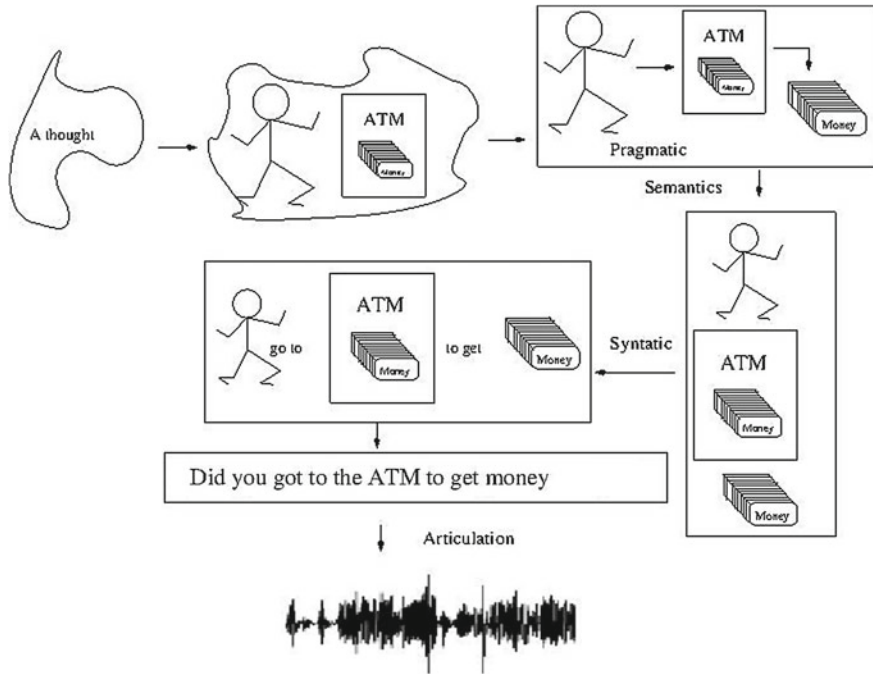 A thought
ATM
Money
ATM
Money
Money
Pragmatic
Semantics
ATM
Money
Money
Syntatic
go to
ATM
Money
to get
Money
Did you got to the ATM to get money
Articulation